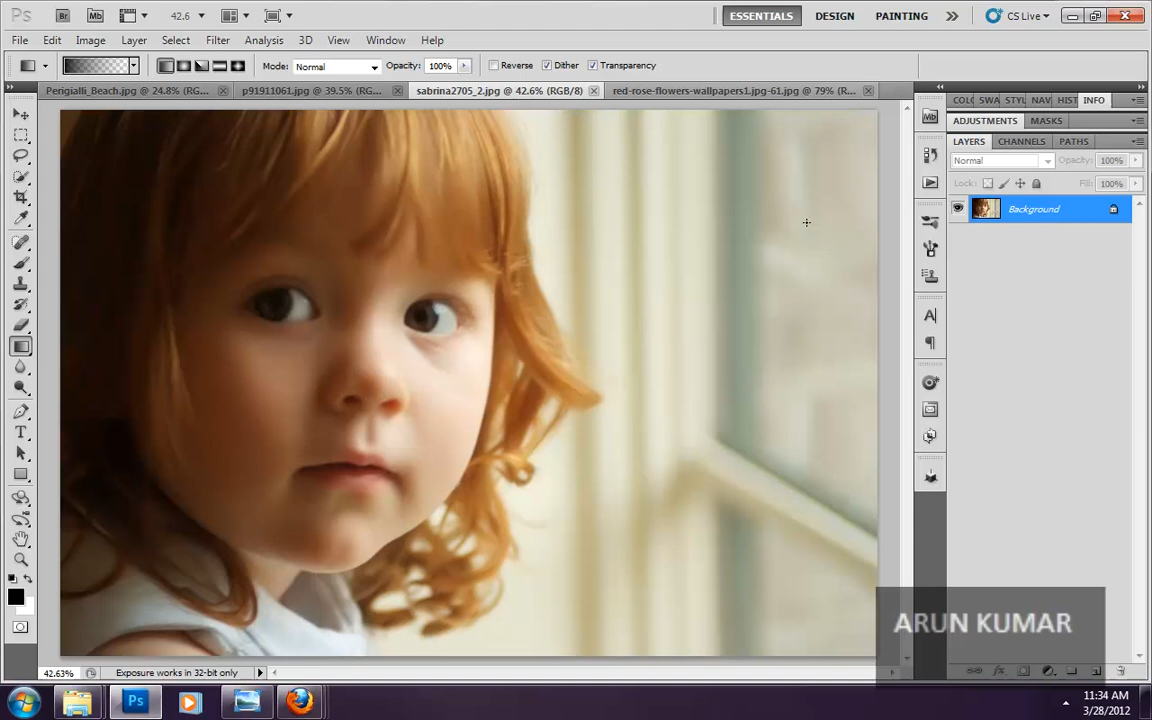 Ps Br Mb 42.6 ESSENTIALS DESIGN PAINTING CS Live
File Edit Image Layer Select Filter Analysis 3D View Window Help
Mode: Normal Opacity: 100% Reverse Dither Transparency
Perigialli_Beach.jpg @ 24.8% (RG... p91911061.jpg @ 39.5% (RG... sabrina2705_2.jpg @ 42.6% (RGB/8) red-rose-flowers-wallpapers1.jpg-61.jpg @ 79% (R...
COLO SWA STYL NAV HIST INFO
Mb
ADJUSTMENTS MASKS
LAYERS CHANNELS PATHS
Normal Opacity: 100%
Lock: Fill: 100%
Background
A
T
ARUN KUMAR
42.63% Exposure works in 32-bit only
Ps
11:34 AM
3/28/2012